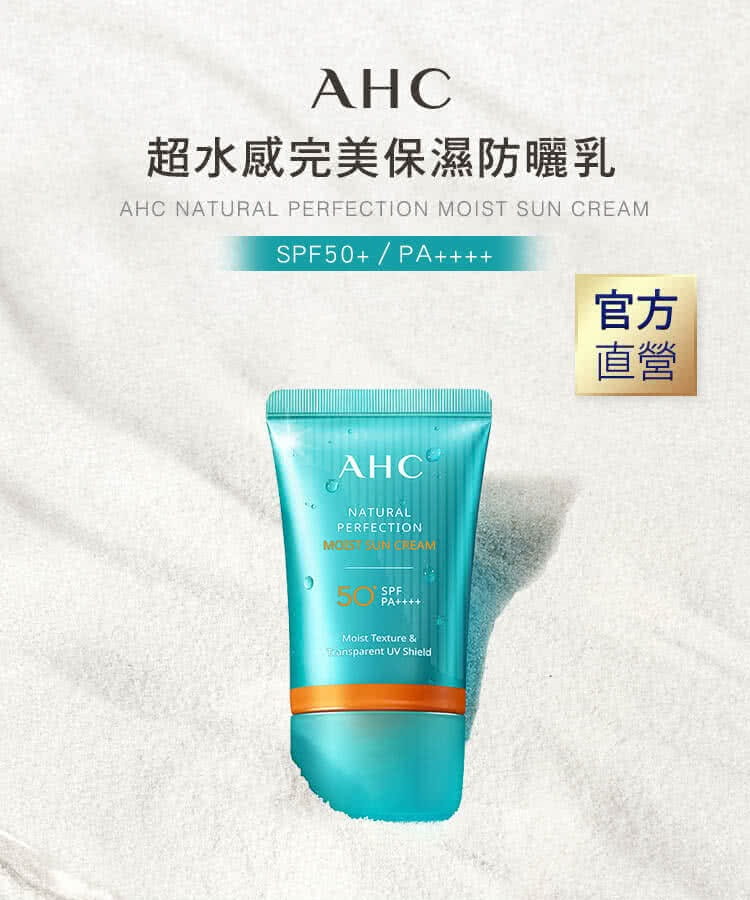 AHC
超水感完美保濕防曬乳
AHC NATURAL PERFECTION MOIST SUN CREAM
SPF50+ / PA++++
官方
直營
AHC
NATURAL
PERFECTION
MOIST SUN CREAM
50+ SPF
PA++++
Moist Texture &
Transparent UV Shield